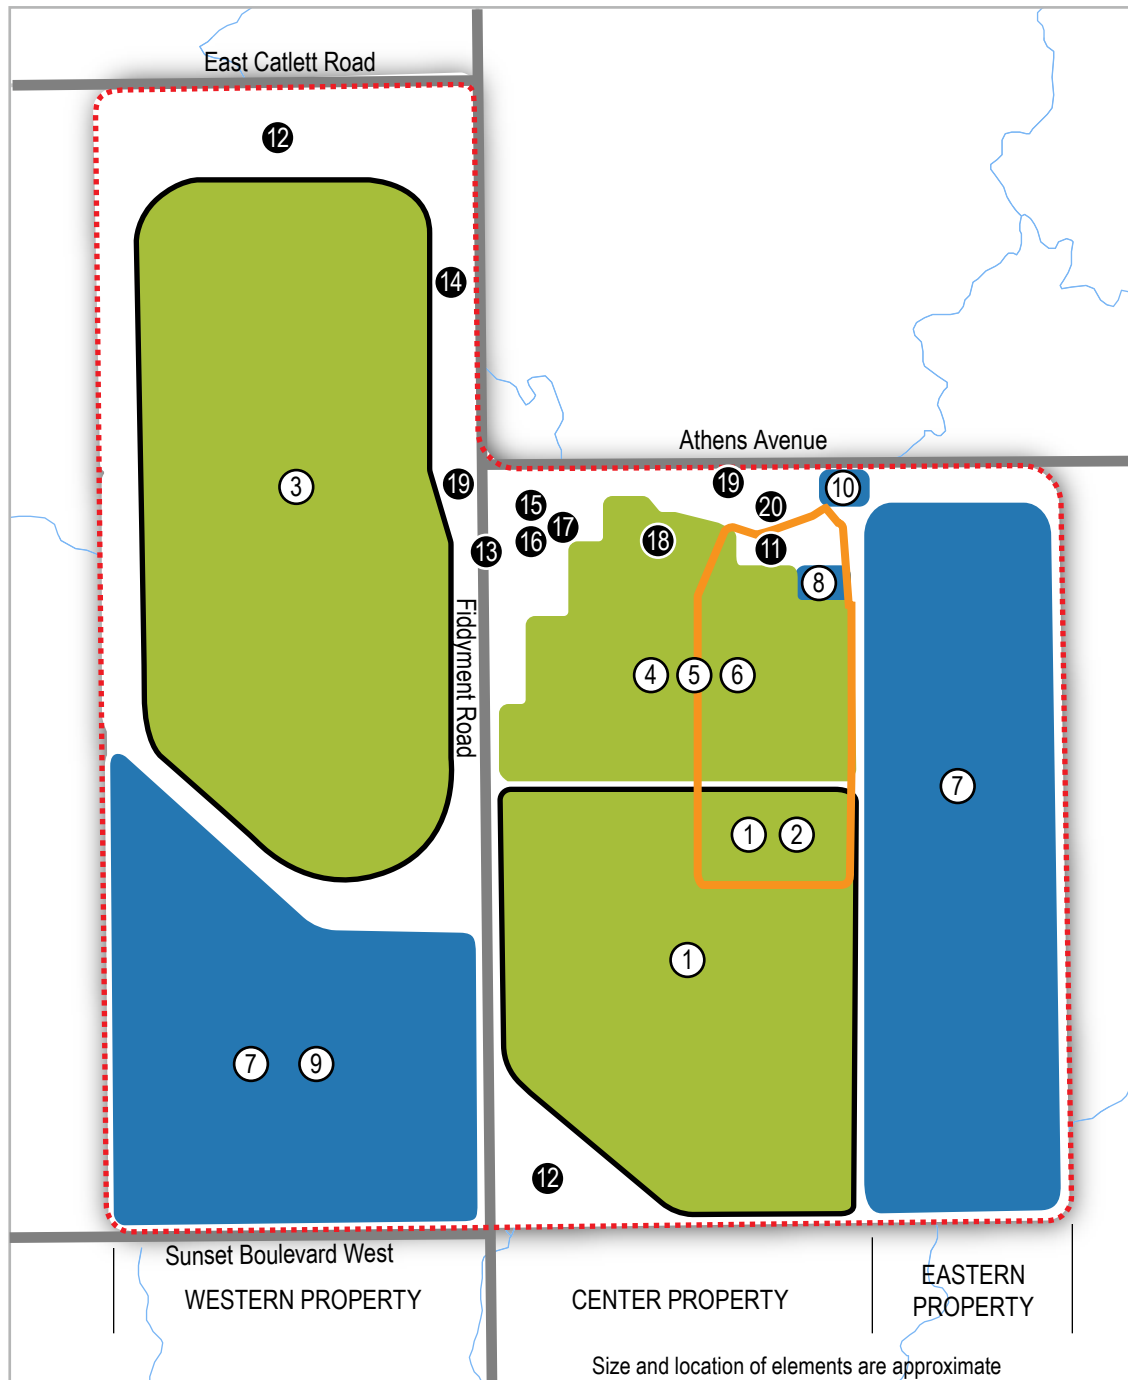 East Catlett Road
12
14
Athens Avenue
3
19
19
10
15
20
17
13
16
18
11
8
Fiddyment Road
4
5
6
7
1
2
1
7
9
12
Sunset Boulevard West
WESTERN PROPERTY
CENTER PROPERTY
EASTERN
PROPERTY
Size and location of elements are approximate